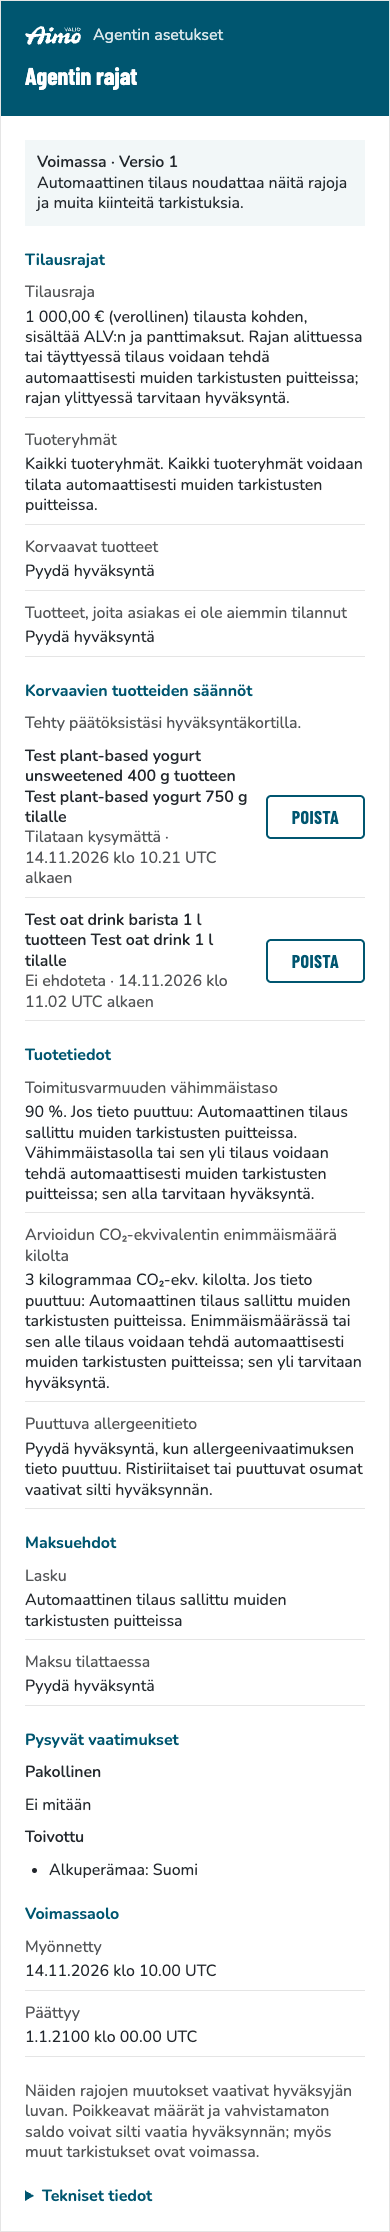 Aimo VALIO Agentin asetukset
Agentin rajat
Voimassa · Versio 1
Automaattinen tilaus noudattaa näitä rajoja
ja muita kiinteitä tarkistuksia.
Tilausrajat
Tilausraja
1 000,00 € (verollinen) tilausta kohden,
sisältää ALV:n ja panttimaksut. Rajan alittuessa
tai täyttyessä tilaus voidaan tehdä
automaattisesti muiden tarkistusten puitteissa;
rajan ylittyessä tarvitaan hyväksyntä.
Tuoteryhmät
Kaikki tuoteryhmät. Kaikki tuoteryhmät voidaan
tilata automaattisesti muiden tarkistusten
puitteissa.
Korvaavat tuotteet
Pyydä hyväksyntä
Tuotteet, joita asiakas ei ole aiemmin tilannut
Pyydä hyväksyntä
Korvaavien tuotteiden säännöt
Tehty päätöksistäsi hyväksyntäkortilla.
Test plant-based yogurt
unsweetened 400 g tuotteen
Test plant-based yogurt 750 g
tilalle
Tilataan kysymättä ·
14.11.2026 klo 10.21 UTC
alkaen
POISTA
Test oat drink barista 1 l
tuotteen Test oat drink 1 l
tilalle
Ei ehdoteta · 14.11.2026 klo
11.02 UTC alkaen
POISTA
Tuotetiedot
Toimitusvarmuuden vähimmäistaso
90 %. Jos tieto puuttuu: Automaattinen tilaus
sallittu muiden tarkistusten puitteissa.
Vähimmäistasolla tai sen yli tilaus voidaan
tehdä automaattisesti muiden tarkistusten
puitteissa; sen alla tarvitaan hyväksyntä.
Arvioidun CO₂-ekvivalentin enimmäismäärä
kilolta
3 kilogrammaa CO₂-ekv. kilolta. Jos tieto
puuttuu: Automaattinen tilaus sallittu muiden
tarkistusten puitteissa. Enimmäismäärässä tai
sen alle tilaus voidaan tehdä automaattisesti
muiden tarkistusten puitteissa; sen yli tarvitaan
hyväksyntä.
Puuttuva allergeenitieto
Pyydä hyväksyntä, kun allergeenivaatimuksen
tieto puuttuu. Ristiriitaiset tai puuttuvat osumat
vaativat silti hyväksynnän.
Maksuehdot
Lasku
Automaattinen tilaus sallittu muiden
tarkistusten puitteissa
Maksu tilattaessa
Pyydä hyväksyntä
Pysyvät vaatimukset
Pakollinen
Ei mitään
Toivottu
• Alkuperämaa: Suomi
Voimassaolo
Myönnetty
14.11.2026 klo 10.00 UTC
Päättyy
1.1.2100 klo 00.00 UTC
Näiden rajojen muutokset vaativat hyväksyjän
luvan. Poikkeavat määrät ja vahvistamaton
saldo voivat silti vaatia hyväksynnän; myös
muut tarkistukset ovat voimassa.
▶ Tekniset tiedot